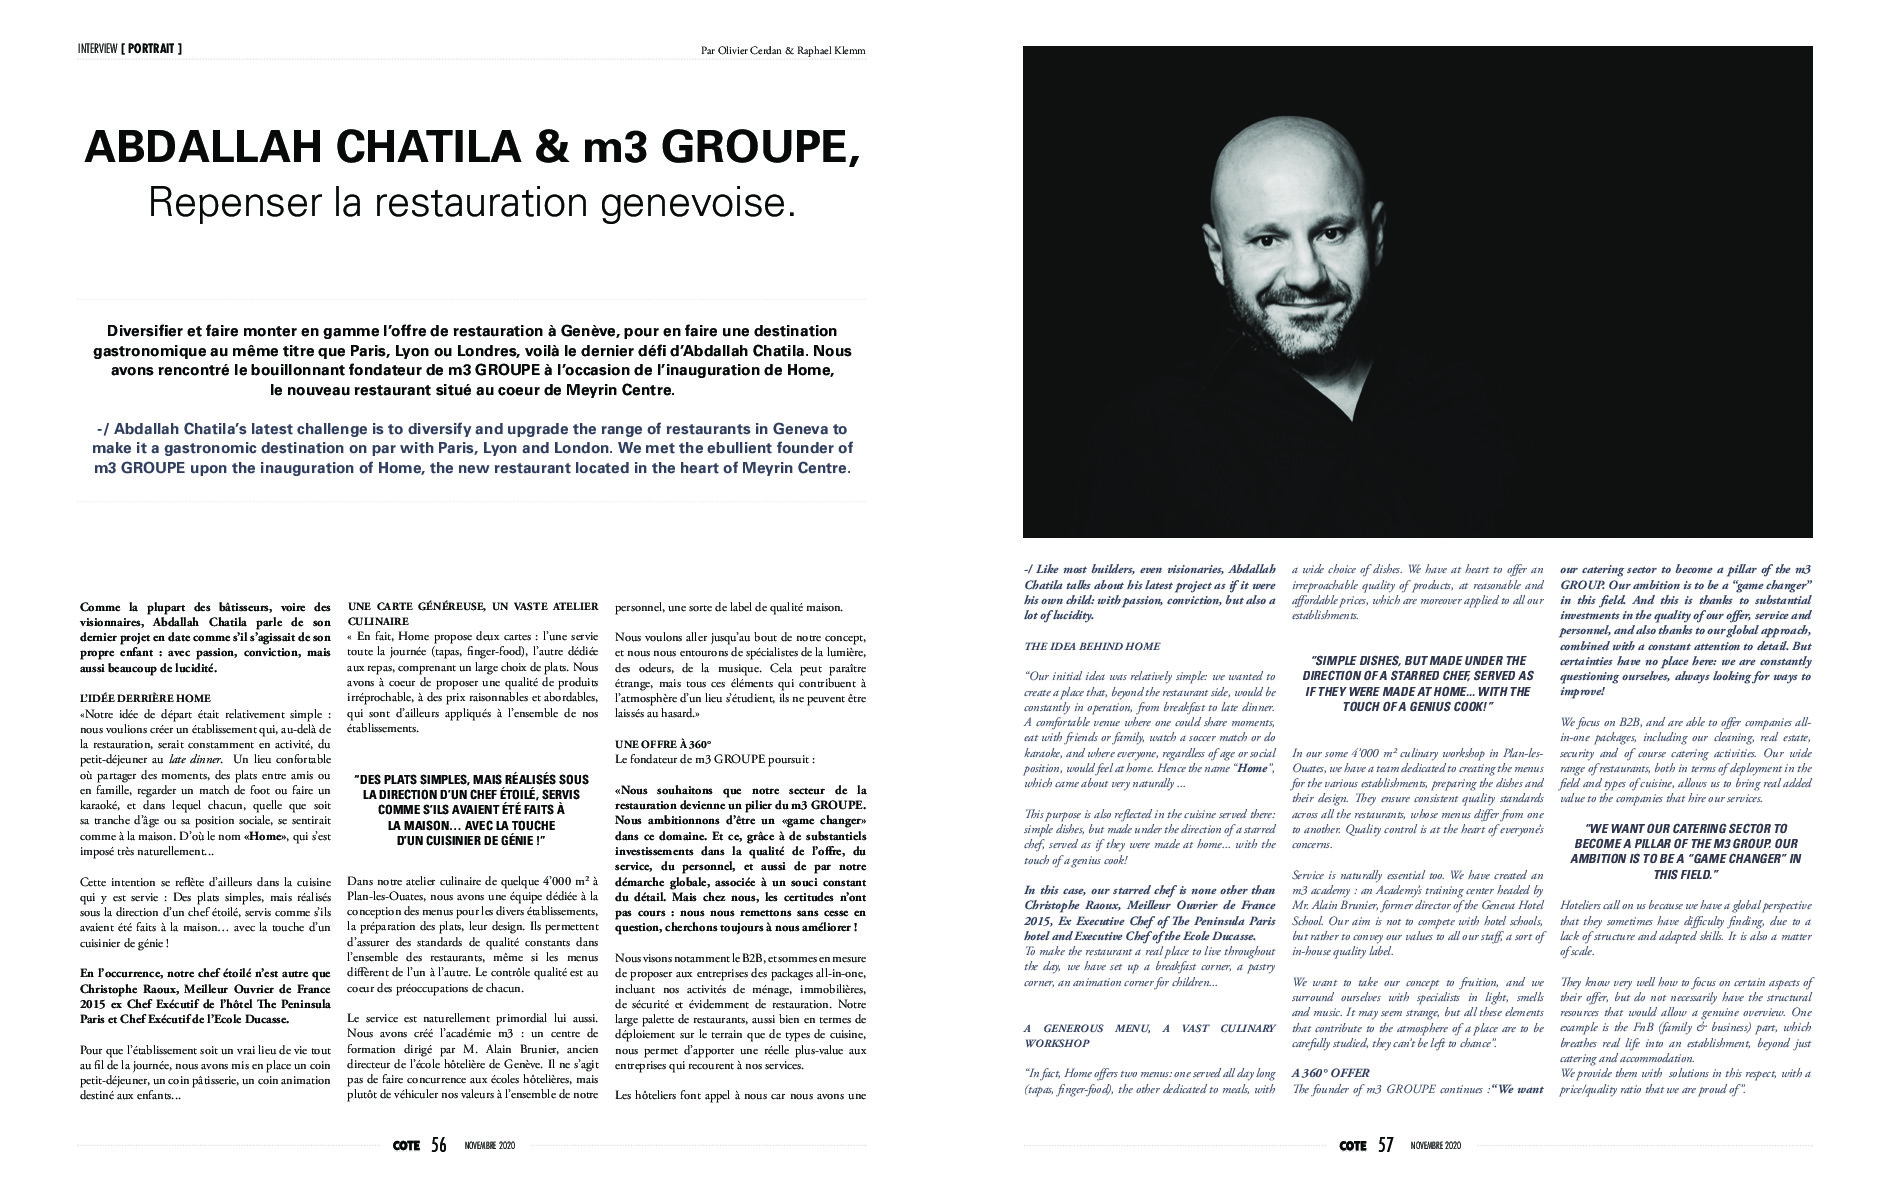 INTERVIEW [ PORTRAIT ]
Par Olivier Cerdan & Raphael Klemm
ABDALLAH CHATILA & m3 GROUPE,
Repenser la restauration genevoise.
Diversifier et faire monter en gamme l’offre de restauration à Genève, pour en faire une destination
gastronomique au même titre que Paris, Lyon ou Londres, voilà le dernier défi d’Abdallah Chatila. Nous
avons rencontré le bouillonnant fondateur de m3 GROUPE à l’occasion de l’inauguration de Home,
le nouveau restaurant situé au coeur de Meyrin Centre.
-/ Abdallah Chatila’s latest challenge is to diversify and upgrade the range of restaurants in Geneva to
make it a gastronomic destination on par with Paris, Lyon and London. We met the ebullient founder of
m3 GROUPE upon the inauguration of Home, the new restaurant located in the heart of Meyrin Centre.
Comme la plupart des bâtisseurs, voire des
visionnaires, Abdallah Chatila parle de son
dernier projet en date comme s’il s’agissait de son
propre enfant : avec passion, conviction, mais
aussi beaucoup de lucidité.
L’IDÉE DERRIÈRE HOME
«Notre idée de départ était relativement simple :
nous voulions créer un établissement qui, au-delà de
la restauration, serait constamment en activité, du
petit-déjeuner au late dinner. Un lieu confortable
où partager des moments, des plats entre amis ou
en famille, regarder un match de foot ou faire un
karaoké, et dans lequel chacun, quelle que soit
sa tranche d’âge ou sa position sociale, se sentirait
comme à la maison. D’où le nom «Home», qui s’est
imposé très naturellement...
Cette intention se reflète d’ailleurs dans la cuisine
qui y est servie : Des plats simples, mais réalisés
sous la direction d’un chef étoilé, servis comme s’ils
avaient été faits à la maison… avec la touche d’un
cuisinier de génie !
En l’occurrence, notre chef étoilé n’est autre que
Christophe Raoux, Meilleur Ouvrier de France
2015 ex Chef Exécutif de l’hôtel The Peninsula
Paris et Chef Exécutif de l’Ecole Ducasse.
Pour que l’établissement soit un vrai lieu de vie tout
au fil de la journée, nous avons mis en place un coin
petit-déjeuner, un coin pâtisserie, un coin animation
destiné aux enfants...
UNE CARTE GÉNÉREUSE, UN VASTE ATELIER
CULINAIRE
« En fait, Home propose deux cartes : l’une servie
toute la journée (tapas, finger-food), l’autre dédiée
aux repas, comprenant un large choix de plats. Nous
avons à coeur de proposer une qualité de produits
irréprochable, à des prix raisonnables et abordables,
qui sont d’ailleurs appliqués à l’ensemble de nos
établissements.
“DES PLATS SIMPLES, MAIS RÉALISÉS SOUS
LA DIRECTION D’UN CHEF ÉTOILÉ, SERVIS
COMME S’ILS AVAIENT ÉTÉ FAITS À
LA MAISON… AVEC LA TOUCHE
D’UN CUISINIER DE GÉNIE !”
Dans notre atelier culinaire de quelque 4’000 m² à
Plan-les-Ouates, nous avons une équipe dédiée à la
conception des menus pour les divers établissements,
la préparation des plats, leur design. Ils permettent
d’assurer des standards de qualité constants dans
l’ensemble des restaurants, même si les menus
diffèrent de l’un à l’autre. Le contrôle qualité est au
coeur des préoccupations de chacun.
Le service est naturellement primordial lui aussi.
Nous avons créé l’académie m3 : un centre de
formation dirigé par M. Alain Brunier, ancien
directeur de l’école hôtelière de Genève. Il ne s’agit
pas de faire concurrence aux écoles hôtelières, mais
plutôt de véhiculer nos valeurs à l’ensemble de notre
personnel, une sorte de label de qualité maison.
Nous voulons aller jusqu’au bout de notre concept,
et nous nous entourons de spécialistes de la lumière,
des odeurs, de la musique. Cela peut paraître
étrange, mais tous ces éléments qui contribuent à
l’atmosphère d’un lieu s’étudient, ils ne peuvent être
laissés au hasard.»
UNE OFFRE À 360°
Le fondateur de m3 GROUPE poursuit :
«Nous souhaitons que notre secteur de la
restauration devienne un pilier du m3 GROUPE.
Nous ambitionnons d’être un «game changer»
dans ce domaine. Et ce, grâce à de substantiels
investissements dans la qualité de l’offre, du
service, du personnel, et aussi de par notre
démarche globale, associée à un souci constant
du détail. Mais chez nous, les certitudes n’ont
pas cours : nous nous remettons sans cesse en
question, cherchons toujours à nous améliorer !
Nous visons notamment le B2B, et sommes en mesure
de proposer aux entreprises des packages all-in-one,
incluant nos activités de ménage, immobilières,
de sécurité et évidemment de restauration. Notre
large palette de restaurants, aussi bien en termes de
déploiement sur le terrain que de types de cuisine,
nous permet d’apporter une réelle plus-value aux
entreprises qui recourent à nos services.
Les hôteliers font appel à nous car nous avons une
COTE 56 NOVEMBRE 2020
-/ Like most builders, even visionaries, Abdallah
Chatila talks about his latest project as if it were
his own child: with passion, conviction, but also a
lot of lucidity.
THE IDEA BEHIND HOME
“Our initial idea was relatively simple: we wanted to
create a place that, beyond the restaurant side, would be
constantly in operation, from breakfast to late dinner.
A comfortable venue where one could share moments,
eat with friends or family, watch a soccer match or do
karaoke, and where everyone, regardless of age or social
position, would feel at home. Hence the name “Home”,
which came about very naturally ...
This purpose is also reflected in the cuisine served there:
simple dishes, but made under the direction of a starred
chef, served as if they were made at home... with the
touch of a genius cook!
In this case, our starred chef is none other than
Christophe Raoux, Meilleur Ouvrier de France
2015, Ex Executive Chef of The Peninsula Paris
hotel and Executive Chef of the Ecole Ducasse.
To make the restaurant a real place to live throughout
the day, we have set up a breakfast corner, a pastry
corner, an animation corner for children...
A GENEROUS MENU, A VAST CULINARY
WORKSHOP
“In fact, Home offers two menus: one served all day long
(tapas, finger-food), the other dedicated to meals, with
a wide choice of dishes. We have at heart to offer an
irreproachable quality of products, at reasonable and
affordable prices, which are moreover applied to all our
establishments.
“SIMPLE DISHES, BUT MADE UNDER THE
DIRECTION OF A STARRED CHEF, SERVED AS
IF THEY WERE MADE AT HOME... WITH THE
TOUCH OF A GENIUS COOK!”
In our some 4’000 m² culinary workshop in Plan-les-
Ouates, we have a team dedicated to creating the menus
for the various establishments, preparing the dishes and
their design. They ensure consistent quality standards
across all the restaurants, whose menus differ from one
to another. Quality control is at the heart of everyone’s
concerns.
Service is naturally essential too. We have created an
m3 academy : an Academy’s training center headed by
Mr. Alain Brunier, former director of the Geneva Hotel
School. Our aim is not to compete with hotel schools,
but rather to convey our values to all our staff, a sort of
in-house quality label.
We want to take our concept to fruition, and we
surround ourselves with specialists in light, smells
and music. It may seem strange, but all these elements
that contribute to the atmosphere of a place are to be
carefully studied, they can’t be left to chance”.
A 360° OFFER
The founder of m3 GROUPE continues :“We want
our catering sector to become a pillar of the m3
GROUP. Our ambition is to be a “game changer”
in this field. And this is thanks to substantial
investments in the quality of our offer, service and
personnel, and also thanks to our global approach,
combined with a constant attention to detail. But
certainties have no place here: we are constantly
questioning ourselves, always looking for ways to
improve!
We focus on B2B, and are able to offer companies all-
in-one packages, including our cleaning, real estate,
security and of course catering activities. Our wide
range of restaurants, both in terms of deployment in the
field and types of cuisine, allows us to bring real added
value to the companies that hire our services.
“WE WANT OUR CATERING SECTOR TO
BECOME A PILLAR OF THE M3 GROUP. OUR
AMBITION IS TO BE A “GAME CHANGER” IN
THIS FIELD.”
Hoteliers call on us because we have a global perspective
that they sometimes have difficulty finding, due to a
lack of structure and adapted skills. It is also a matter
of scale.
They know very well how to focus on certain aspects of
their offer, but do not necessarily have the structural
resources that would allow a genuine overview. One
example is the FnB (family & business) part, which
breathes real life into an establishment, beyond just
catering and accommodation.
We provide them with solutions in this respect, with a
price/quality ratio that we are proud of”.
COTE 57 NOVEMBRE 2020